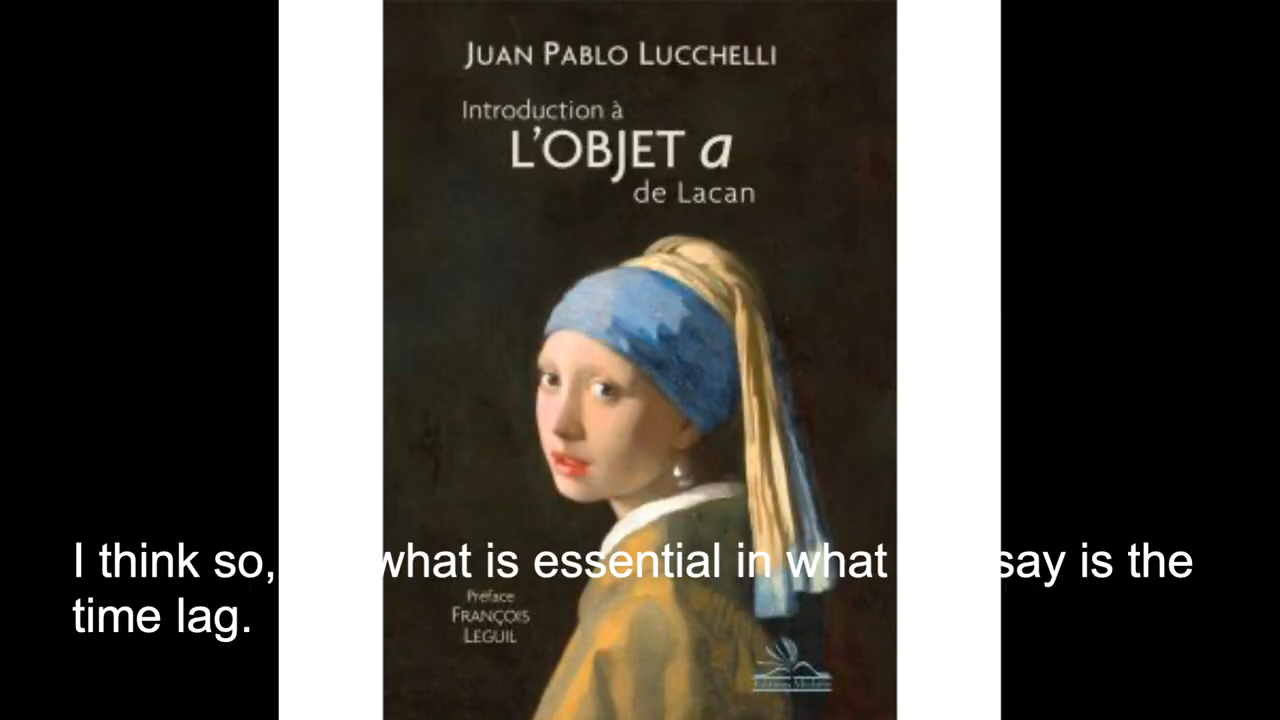 JUAN PABLO LUCCHELLI
Introduction à
L'OBJET a
de Lacan
I think so, what is essential in what say is the
time lag.
Préface
FRANÇOIS
LEGUIL